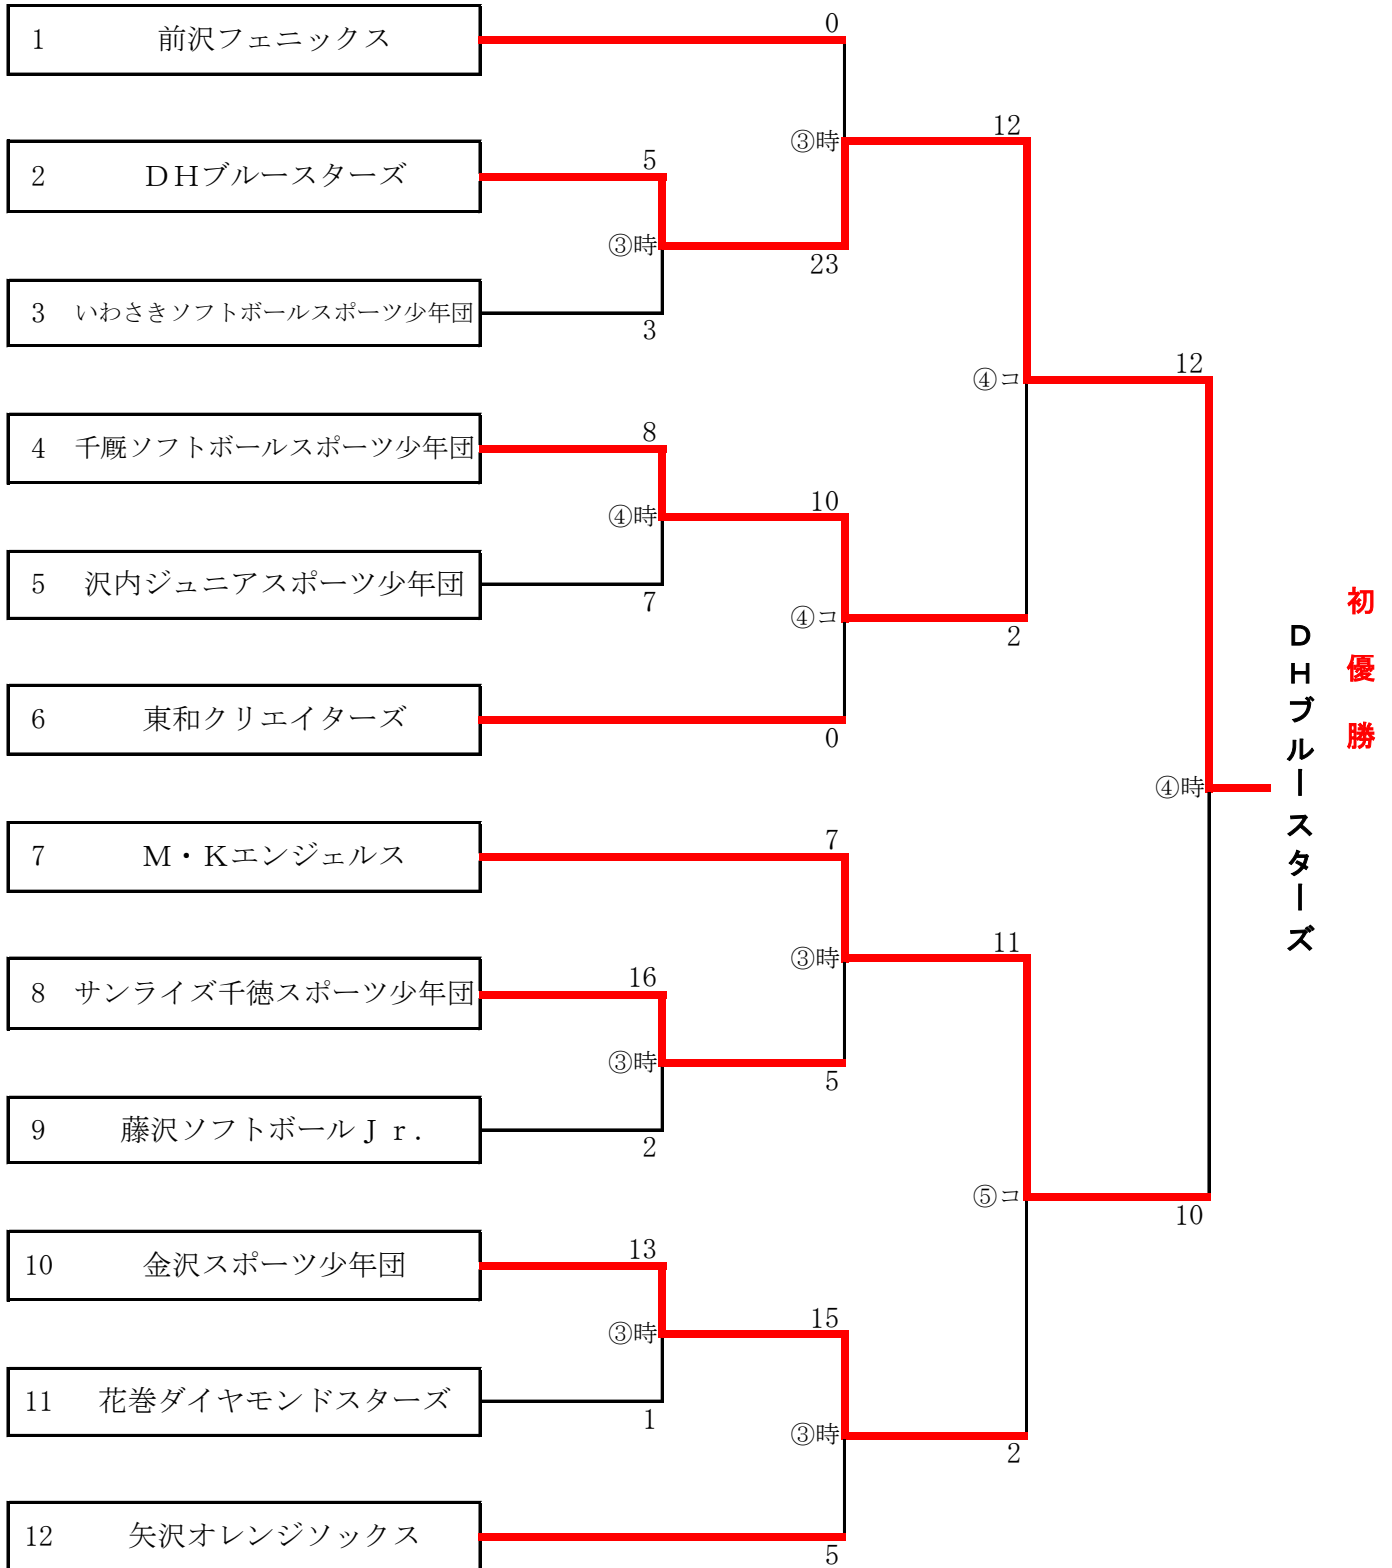 1 前沢フェニックス
0
③時
12
2 ＤＨブルースターズ
5
③時
23
3 いわさきソフトボールスポーツ少年団
3
④コ
12
4 千厩ソフトボールスポーツ少年団
8
④時
10
5 沢内ジュニアスポーツ少年団
7
④コ
2
6 東和クリエイターズ
0
④時
ＤＨブルースターズ
初優勝
7 Ｍ・Ｋエンジェルス
7
③時
11
8 サンライズ千徳スポーツ少年団
16
③時
5
9 藤沢ソフトボールＪｒ．
2
⑤コ
10
10 金沢スポーツ少年団
13
③時
15
11 花巻ダイヤモンドスターズ
1
③時
2
12 矢沢オレンジソックス
5